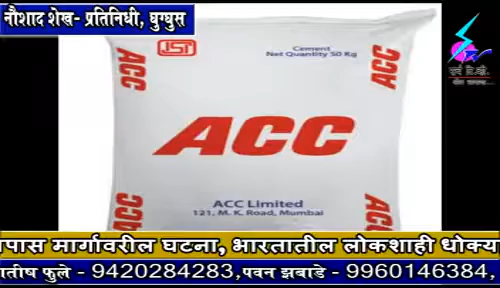 नौशाद शेख- प्रतिनिधी, घुग्घुस
ISI
Cement
Net Quantity 50 Kg
ACC
ACC
ACC
ACC Limited
121, M. K. Road, Mumbai
ACC
पास मार्गावरील घटना, भारतातील लोकशाही धोक्य
तीष फुले - 9420284283,पवन झबाडे - 9960146384,